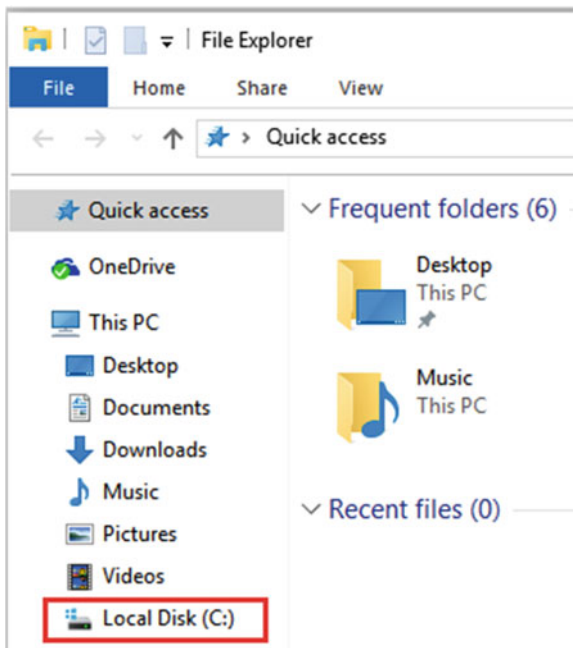 File Explorer
File Home Share View
Quick access
Quick access
OneDrive
This PC
Desktop
Documents
Downloads
Music
Pictures
Videos
Local Disk (C:)
Frequent folders (6)
Desktop
This PC
Music
This PC
Recent files (0)